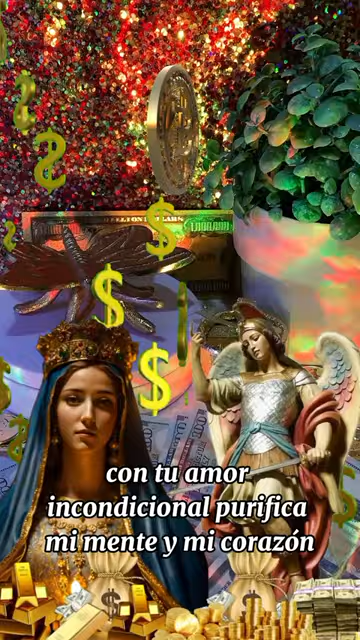 con tu amor
incondicional purifica
mi mente y mi corazón